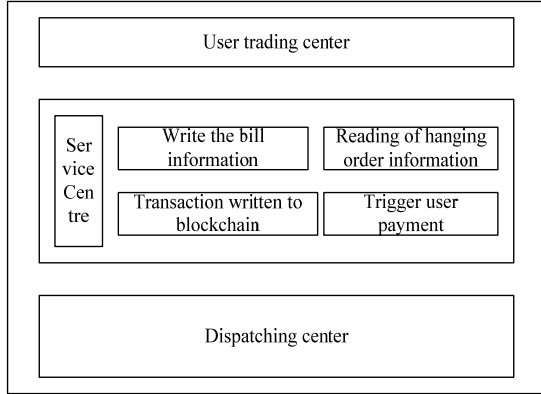 User trading center
Ser
vice
Cen
tre
Write the bill
information
Reading of hanging
order information
Transaction written to
blockchain
Trigger user
payment
Dispatching center